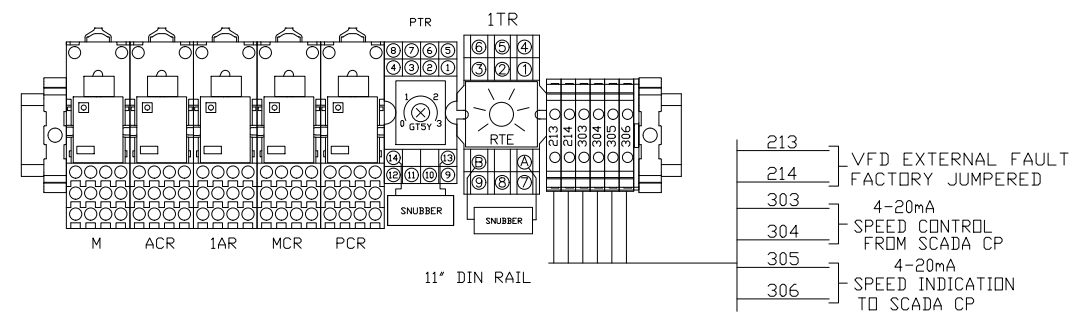 PTR
1TR
8 7 6 5
4 3 2 1
6 5 4
3 2 1
1 2
0 3
GT5Y
RTE
213 214 303 304 305 306
14 13
12 11 10 9
B A
9 8 7
SNUBBER
SNUBBER
M ACR 1AR MCR PCR
11" DIN RAIL
213
214
VFD EXTERNAL FAULT
FACTORY JUMPERED
303
304
4-20mA
SPEED CONTROL
FROM SCADA CP
305
306
4-20mA
SPEED INDICATION
TO SCADA CP